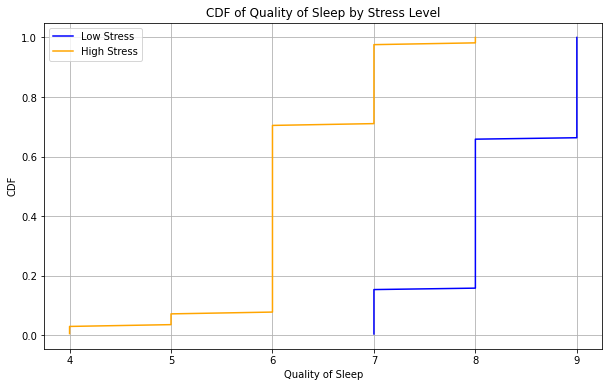 CDF of Quality of Sleep by Stress Level
Low Stress
High Stress
1.0
0.8
0.6
0.4
0.2
0.0
CDF
4 5 6 7 8 9
Quality of Sleep